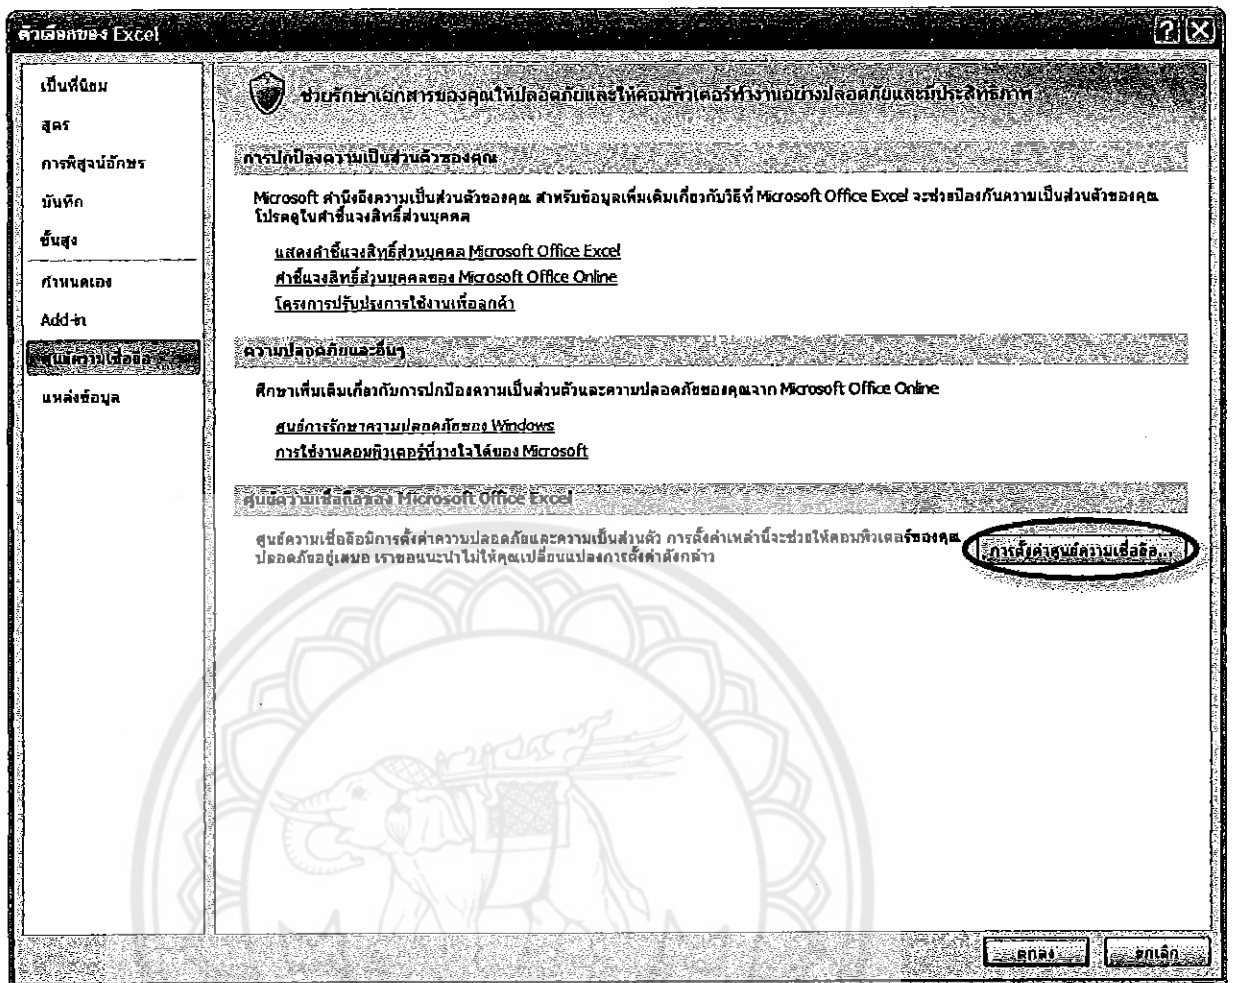 ตัวเลือกของ Excel
เป็นที่นิยม
สูตร
การพิสูจน์อักษร
บันทึก
ขั้นสูง
กำหนดเอง
Add-in
ศูนย์ความเชื่อถือ
แหล่งข้อมูล
ช่วยรักษาเอกสารของคุณให้ปลอดภัยและให้คอมพิวเตอร์ทำงานอย่างปลอดภัยและมีประสิทธิภาพ
การปกป้องความเป็นส่วนตัวของคุณ
Microsoft คำนึงถึงความเป็นส่วนตัวของคุณ สำหรับข้อมูลเพิ่มเติมเกี่ยวกับวิธีที่ Microsoft Office Excel จะช่วยป้องกันความเป็นส่วนตัวของคุณ
โปรดดูในคำชี้แจงสิทธิ์ส่วนบุคคล
แสดงคำชี้แจงสิทธิ์ส่วนบุคคล Microsoft Office Excel
คำชี้แจงสิทธิ์ส่วนบุคคลของ Microsoft Office Online
โครงการปรับปรุงการใช้งานเพื่อลูกค้า
ความปลอดภัยและอื่นๆ
ศึกษาเพิ่มเติมเกี่ยวกับการปกป้องความเป็นส่วนตัวและความปลอดภัยของคุณจาก Microsoft Office Online
ศูนย์การรักษาความปลอดภัยของ Windows
การใช้งานคอมพิวเตอร์ที่วางใจได้ของ Microsoft
ศูนย์ความเชื่อถือของ Microsoft Office Excel
ศูนย์ความเชื่อถือมีการตั้งค่าความปลอดภัยและความเป็นส่วนตัว การตั้งค่าเหล่านี้จะช่วยให้คอมพิวเตอร์ของคุณ
ปลอดภัยอยู่เสมอ เราขอแนะนำไม่ให้คุณเปลี่ยนแปลงการตั้งค่าดังกล่าว
การตั้งค่าศูนย์ความเชื่อถือ...
ตกลง
ยกเลิก